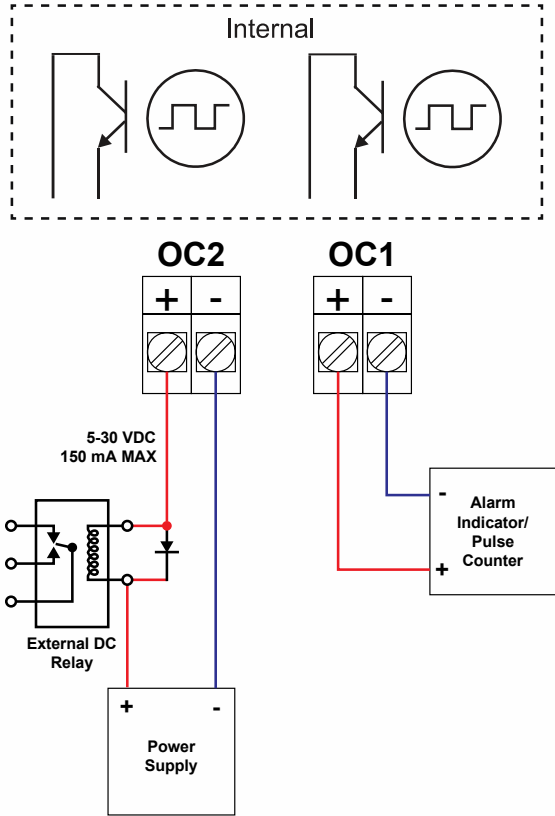 Internal
OC2 OC1
+ - + -
5-30 VDC
150 mA MAX
-
Alarm
Indicator/
Pulse
Counter
+
External DC
Relay
+ -
Power
Supply